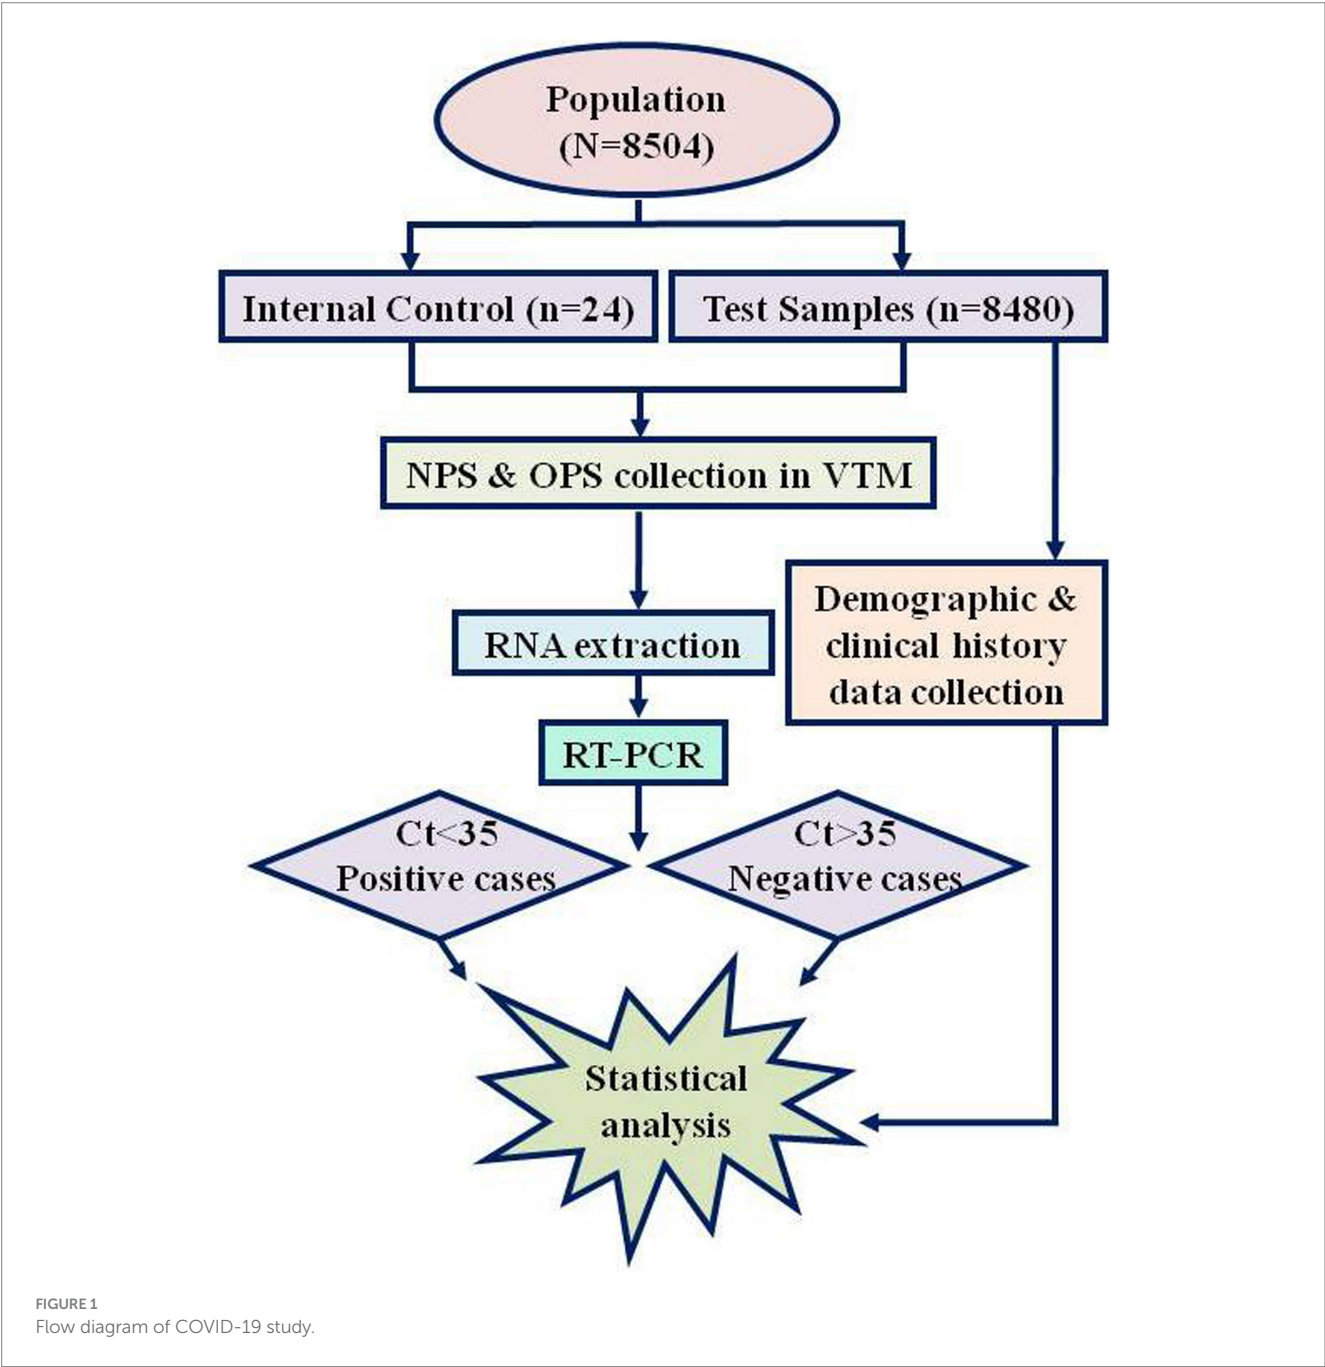 Population
(N=8504)
Internal Control (n=24)
Test Samples (n=8480)
NPS & OPS collection in VTM
Demographic &
clinical history
data collection
RNA extraction
RT-PCR
Ct<35
Positive cases
Ct>35
Negative cases
Statistical
analysis
FIGURE 1
Flow diagram of COVID-19 study.